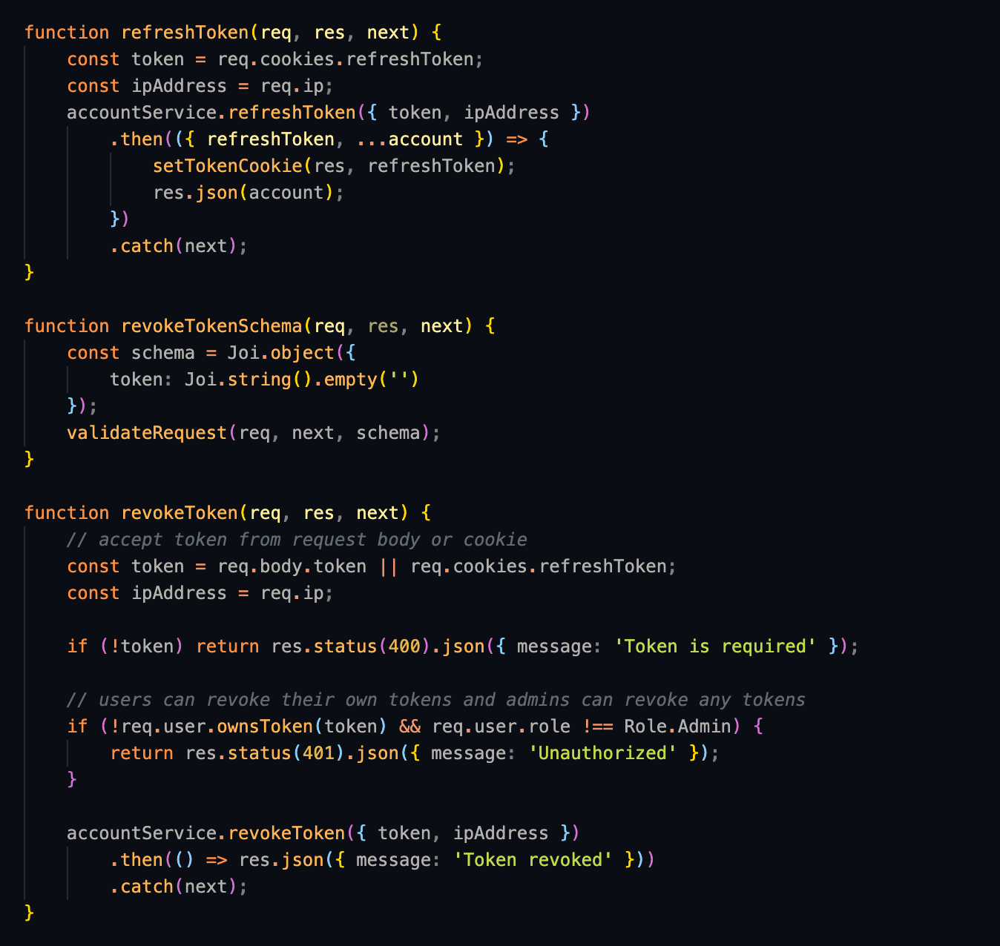 function refreshToken(req, res, next) {
    const token = req.cookies.refreshToken;
    const ipAddress = req.ip;
    accountService.refreshToken({ token, ipAddress })
        .then(({ refreshToken, ...account }) => {
            setTokenCookie(res, refreshToken);
            res.json(account);
        })
        .catch(next);
}

function revokeTokenSchema(req, res, next) {
    const schema = Joi.object({
        token: Joi.string().empty('')
    });
    validateRequest(req, next, schema);
}

function revokeToken(req, res, next) {
    // accept token from request body or cookie
    const token = req.body.token || req.cookies.refreshToken;
    const ipAddress = req.ip;

    if (!token) return res.status(400).json({ message: 'Token is required' });

    // users can revoke their own tokens and admins can revoke any tokens
    if (!req.user.ownsToken(token) && req.user.role !== Role.Admin) {
        return res.status(401).json({ message: 'Unauthorized' });
    }

    accountService.revokeToken({ token, ipAddress })
        .then(() => res.json({ message: 'Token revoked' }))
        .catch(next);
}